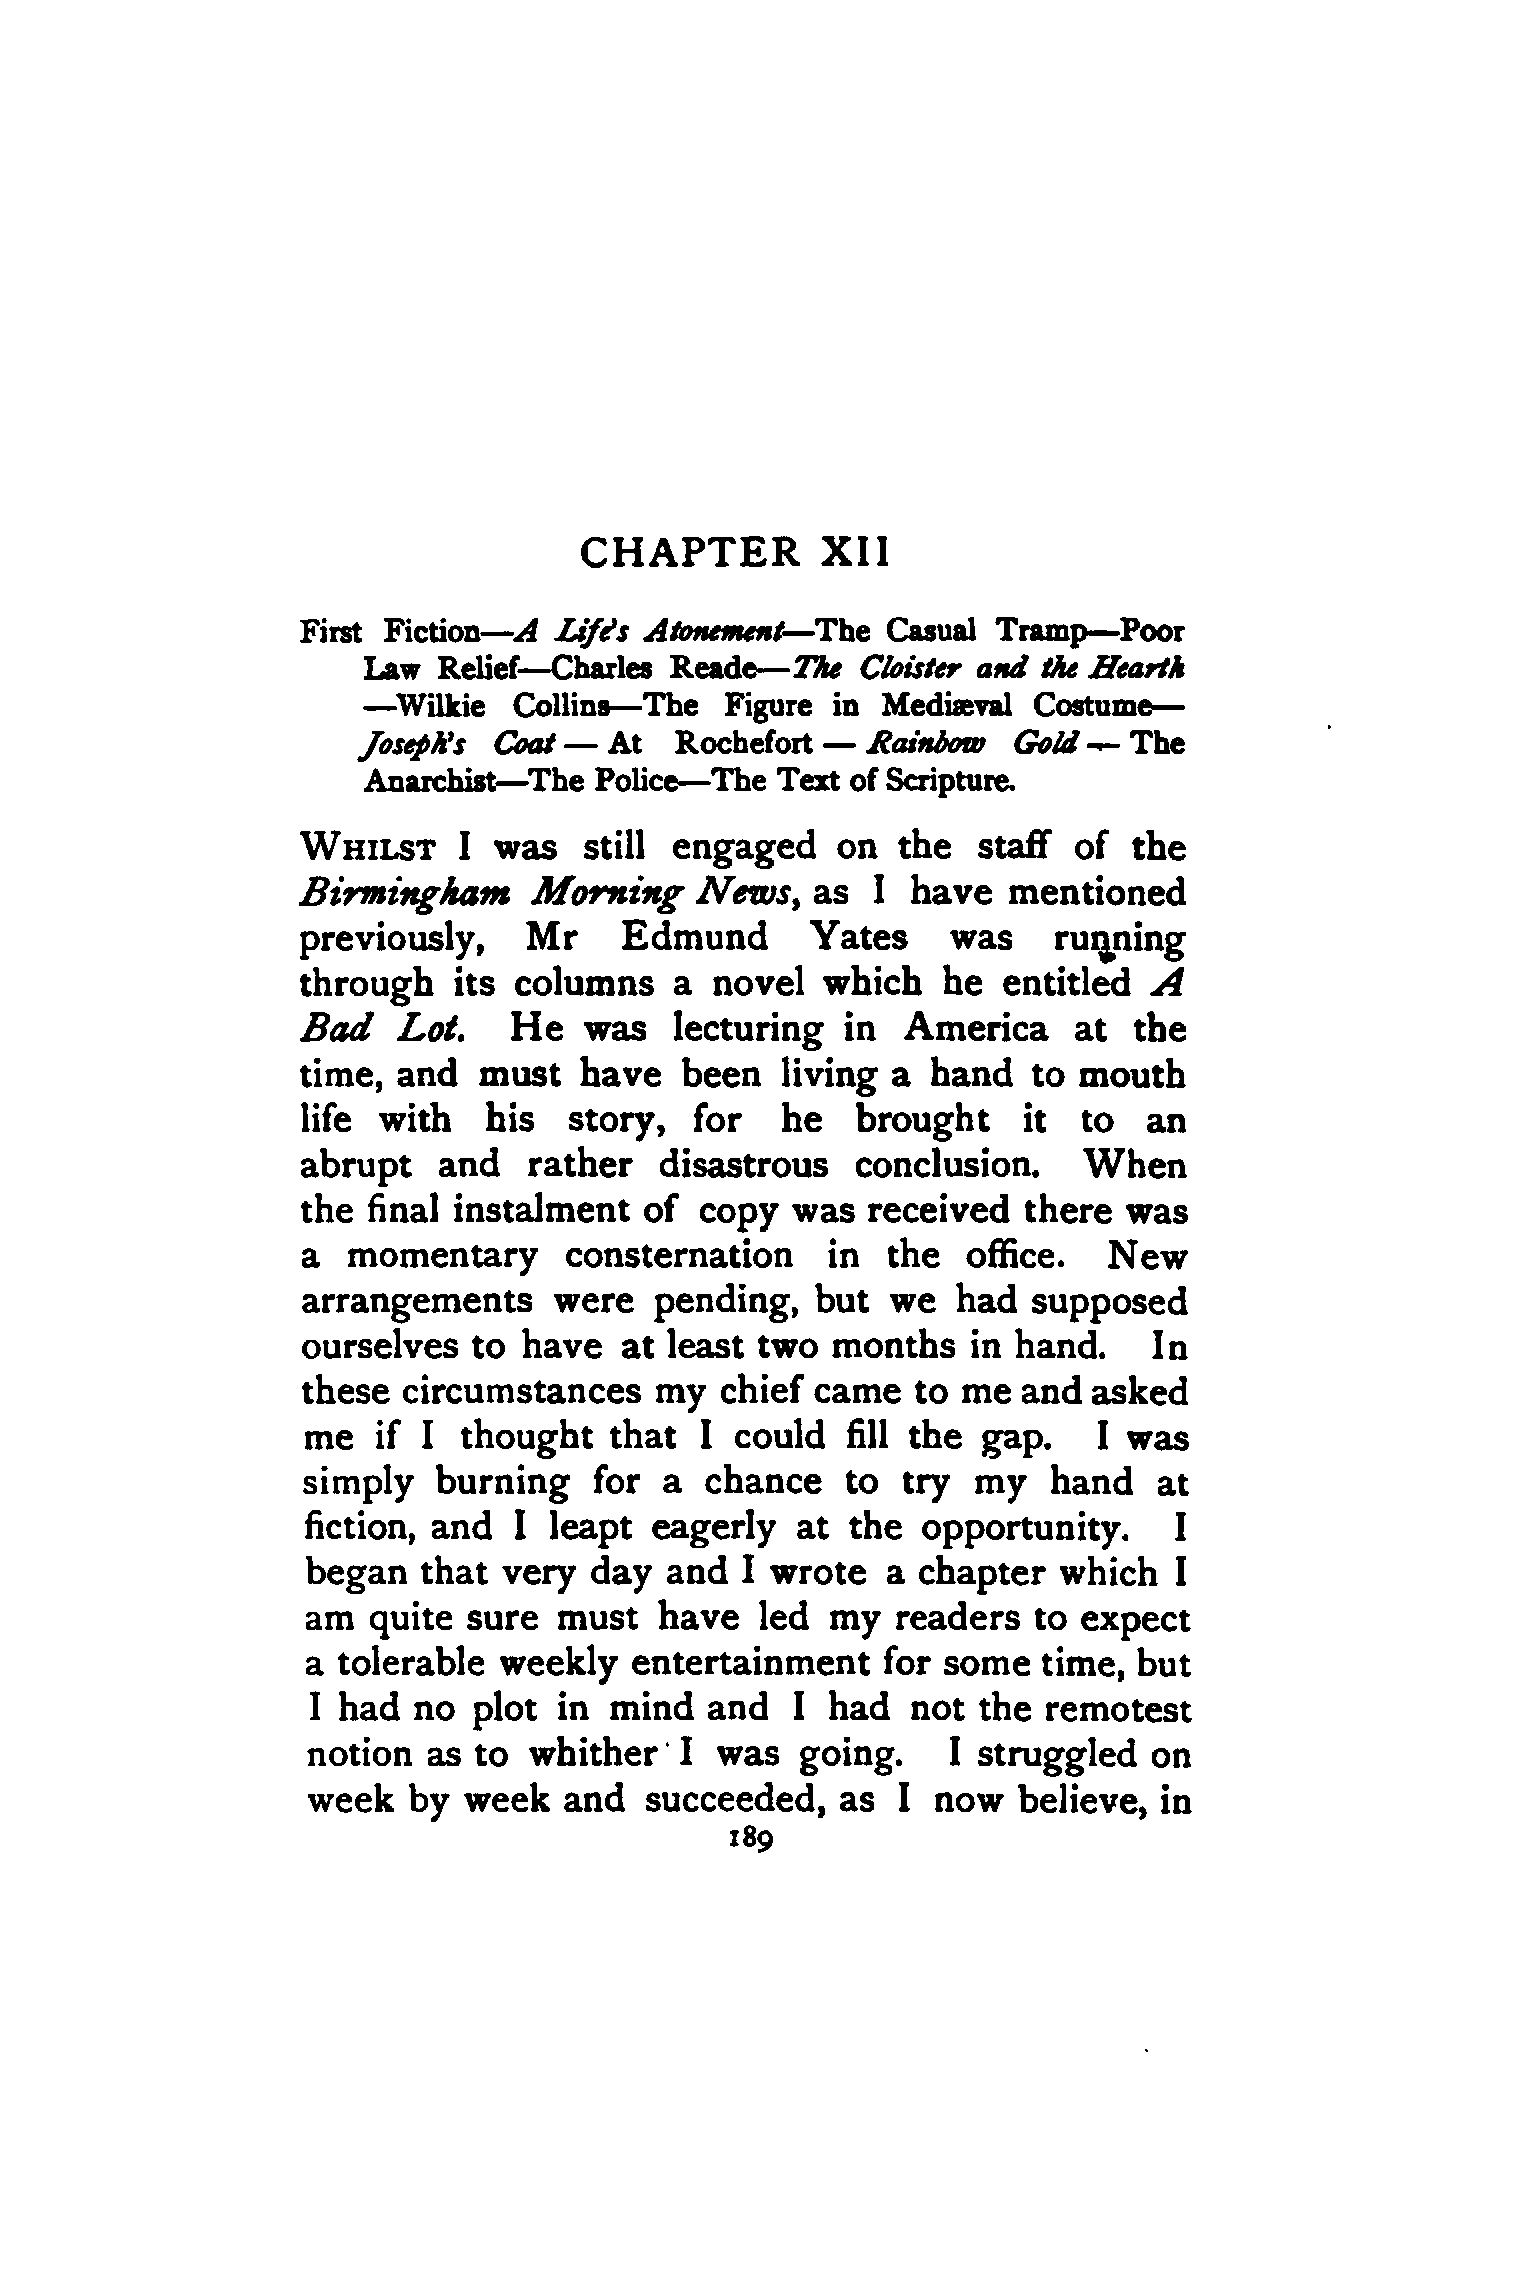 CHAPTER XII
First Fiction—A Life's Atonement—The Casual Tramp—Poor
Law Relief—Charles Reade—The Cloister and the Hearth
—Wilkie Collins—The Figure in Mediæval Costume—
Joseph's Coat — At Rochefort — Rainbow Gold — The
Anarchist—The Police—The Text of Scripture.
WHILST I was still engaged on the staff of the
Birmingham Morning News, as I have mentioned
previously, Mr Edmund Yates was running
through its columns a novel which he entitled A
Bad Lot. He was lecturing in America at the
time, and must have been living a hand to mouth
life with his story, for he brought it to an
abrupt and rather disastrous conclusion. When
the final instalment of copy was received there was
a momentary consternation in the office. New
arrangements were pending, but we had supposed
ourselves to have at least two months in hand. In
these circumstances my chief came to me and asked
me if I thought that I could fill the gap. I was
simply burning for a chance to try my hand at
fiction, and I leapt eagerly at the opportunity. I
began that very day and I wrote a chapter which I
am quite sure must have led my readers to expect
a tolerable weekly entertainment for some time, but
I had no plot in mind and I had not the remotest
notion as to whither I was going. I struggled on
week by week and succeeded, as I now believe, in
189